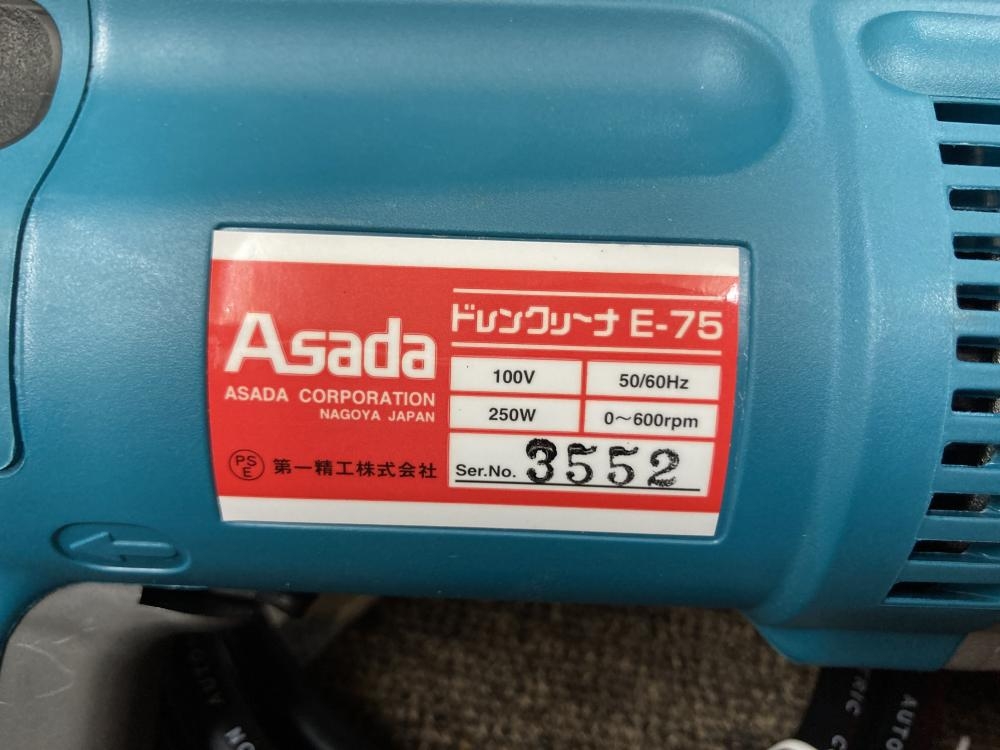 Asada
ASADA CORPORATION
NAGOYA JAPAN
PSE 第一精工株式会社
ドレンクリーナ E-75
100V 50/60Hz
250W 0～600rpm
Ser.No. 3552
AUTO